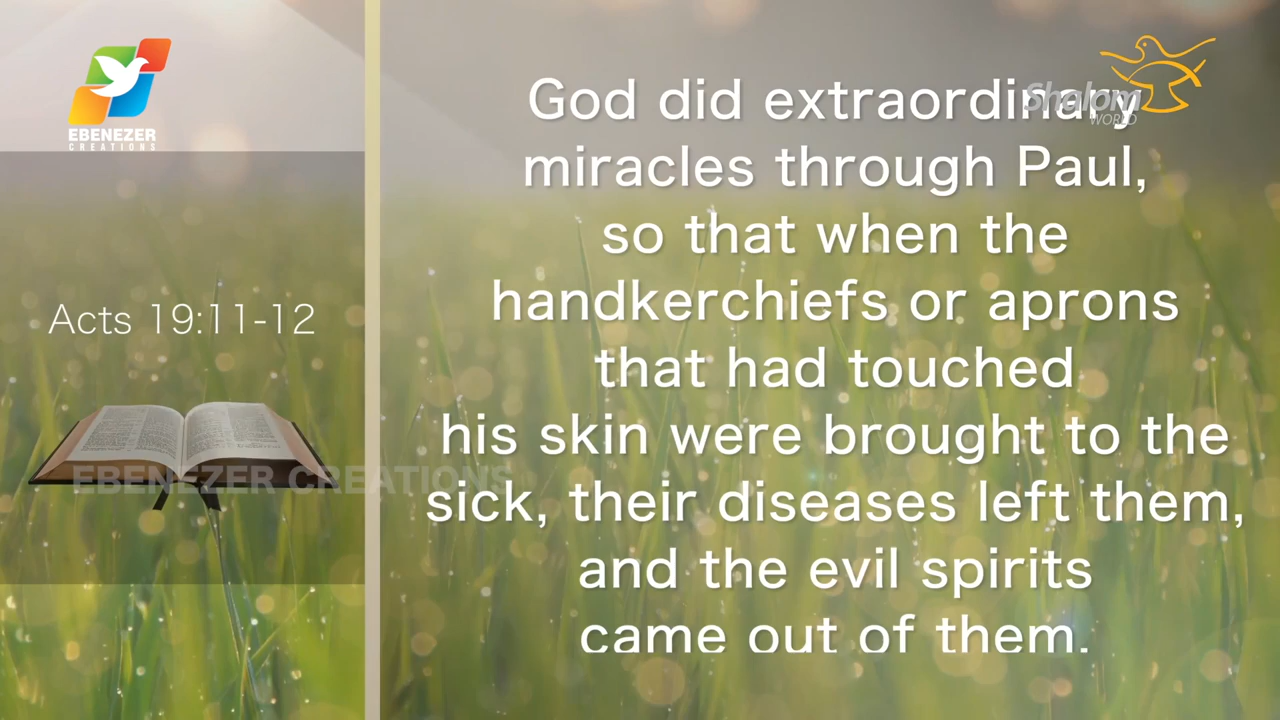 EBENEZER
CREATIONS
Shalom
WORLD
God did extraordinary
miracles through Paul,
so that when the
handkerchiefs or aprons
that had touched
his skin were brought to the
sick, their diseases left them,
and the evil spirits
came out of them.
Acts 19:11-12
EBENEZER CREATIONS